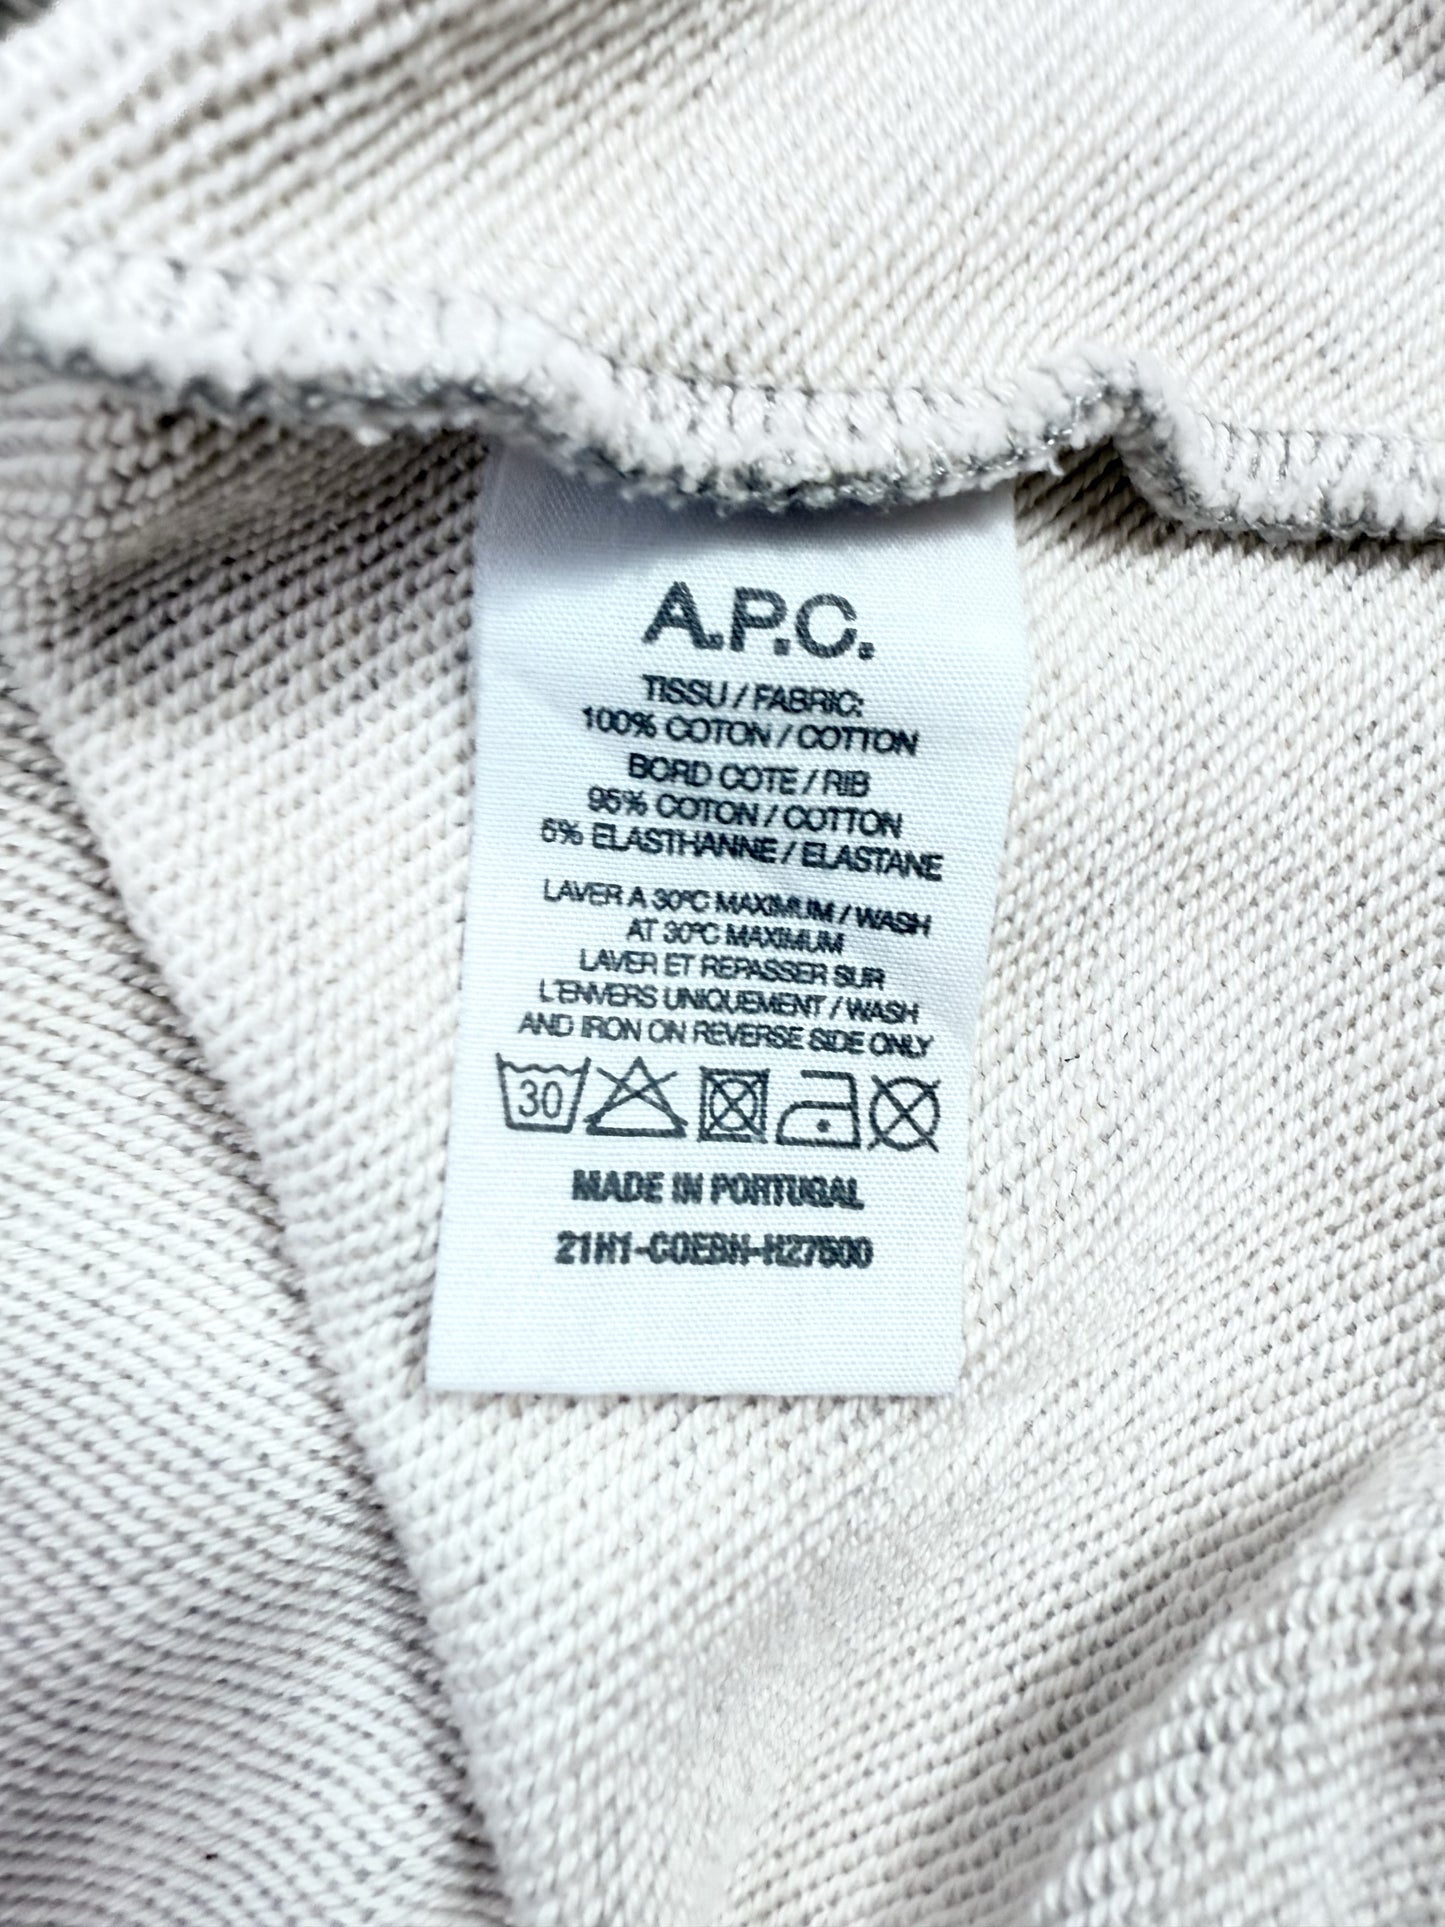 A.P.C.
TISSU / FABRIC:
100% COTON / COTTON
BORD COTE / RIB
95% COTON / COTTON
5% ELASTHANNE / ELASTANE
LAVER A 30°C MAXIMUM / WASH
AT 30°C MAXIMUM
LAVER ET REPASSER SUR
L'ENVERS UNIQUEMENT / WASH
AND IRON ON REVERSE SIDE ONLY
30
MADE IN PORTUGAL
21H1-COEBN-H27600